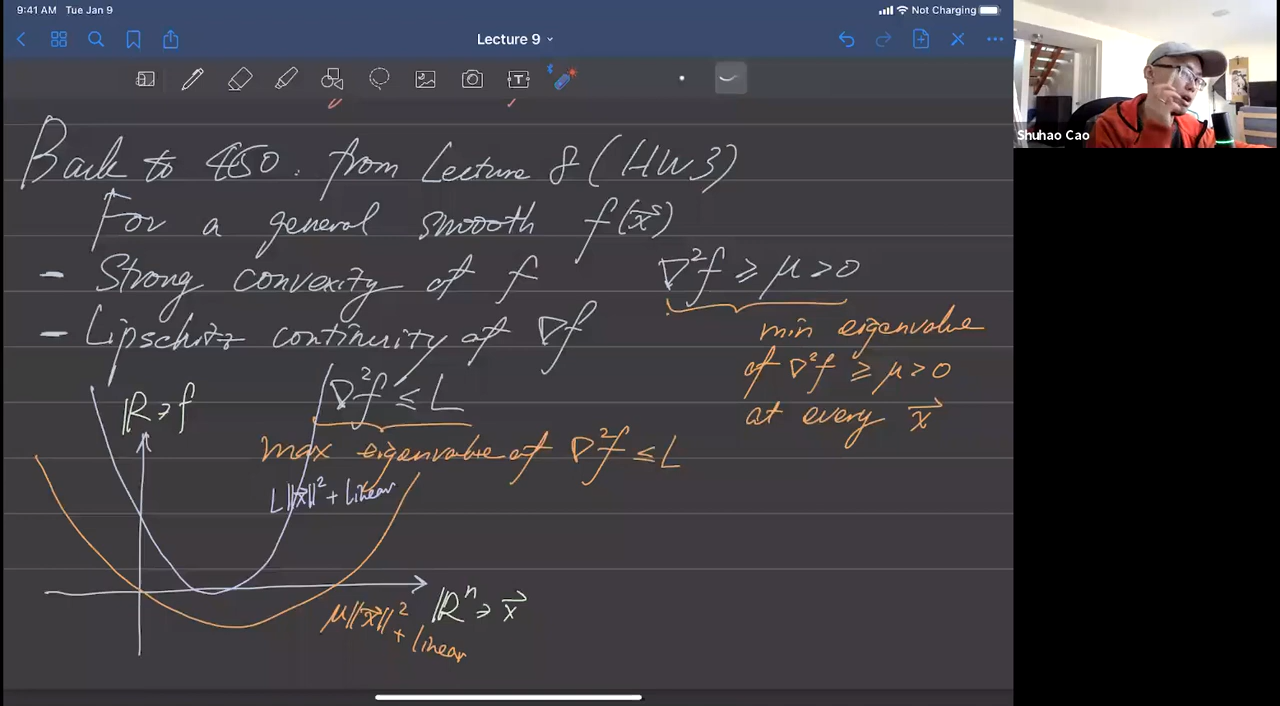 9:41 AM Tue Jan 9
Not Charging
Lecture 9
Shuhao Cao
Back to 450. from Lecture 8 (HW3)
For a general smooth f(x⃗)
- Strong convexity of f ∇²f ≥ μ > 0
min eigenvalue
of ∇²f ≥ μ > 0
at every x⃗
- Lipschitz continuity of ∇f
∇²f ≤ L
max eigenvalue of ∇²f ≤ L
ℝ ∋ f
L‖x⃗‖² + linear
ℝⁿ ∋ x⃗
μ‖x⃗‖²
+ linear